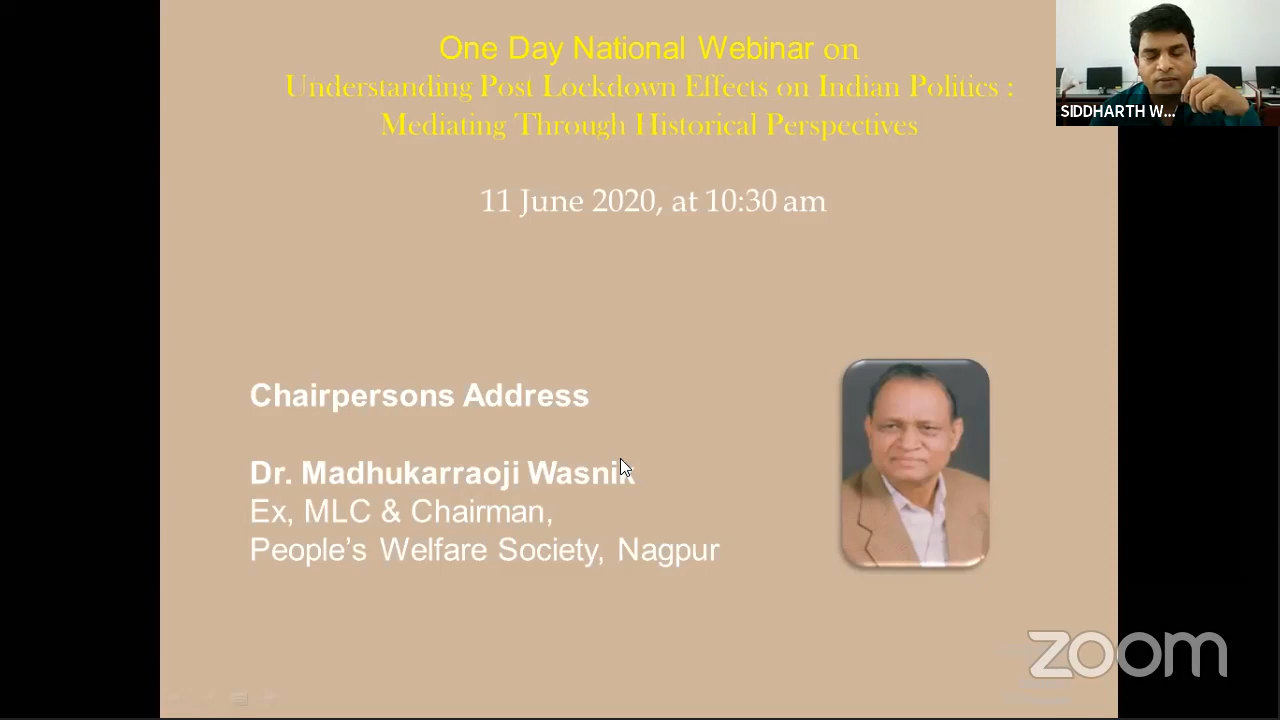 One Day National Webinar on
Understanding Post Lockdown Effects on Indian Politics :
Mediating Through Historical Perspectives
SIDDHARTH W...
11 June 2020, at 10:30 am
Chairpersons Address
Dr. Madhukarraoji Wasnik
Ex, MLC & Chairman,
People's Welfare Society, Nagpur
zoom